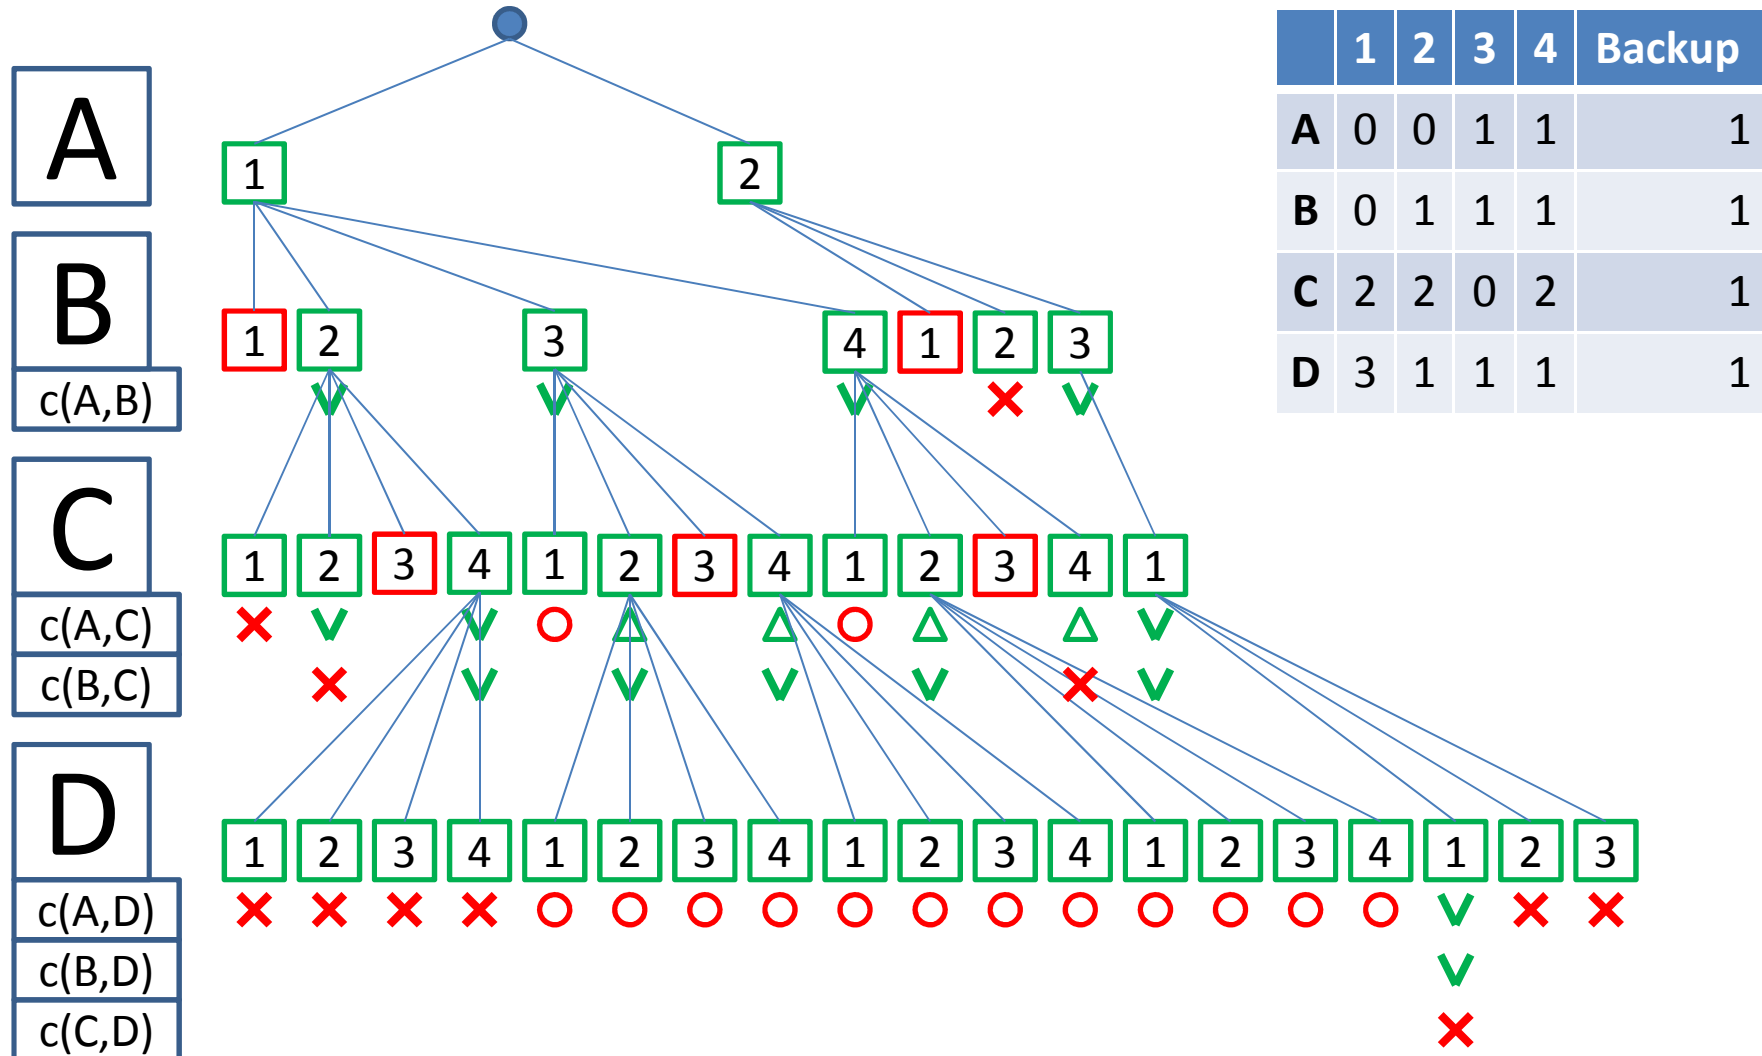 1 2 3 4 Backup
A 0 0 1 1 1
B 0 1 1 1 1
C 2 2 0 2 1
D 3 1 1 1 1
A
1 2
B
1 2 3 4 1 2 3
c(A,B)
C
1 2 3 4 1 2 3 4 1 2 3 4 1
c(A,C)
c(B,C)
D
1 2 3 4 1 2 3 4 1 2 3 4 1 2 3 4 1 2 3
c(A,D)
c(B,D)
c(C,D)